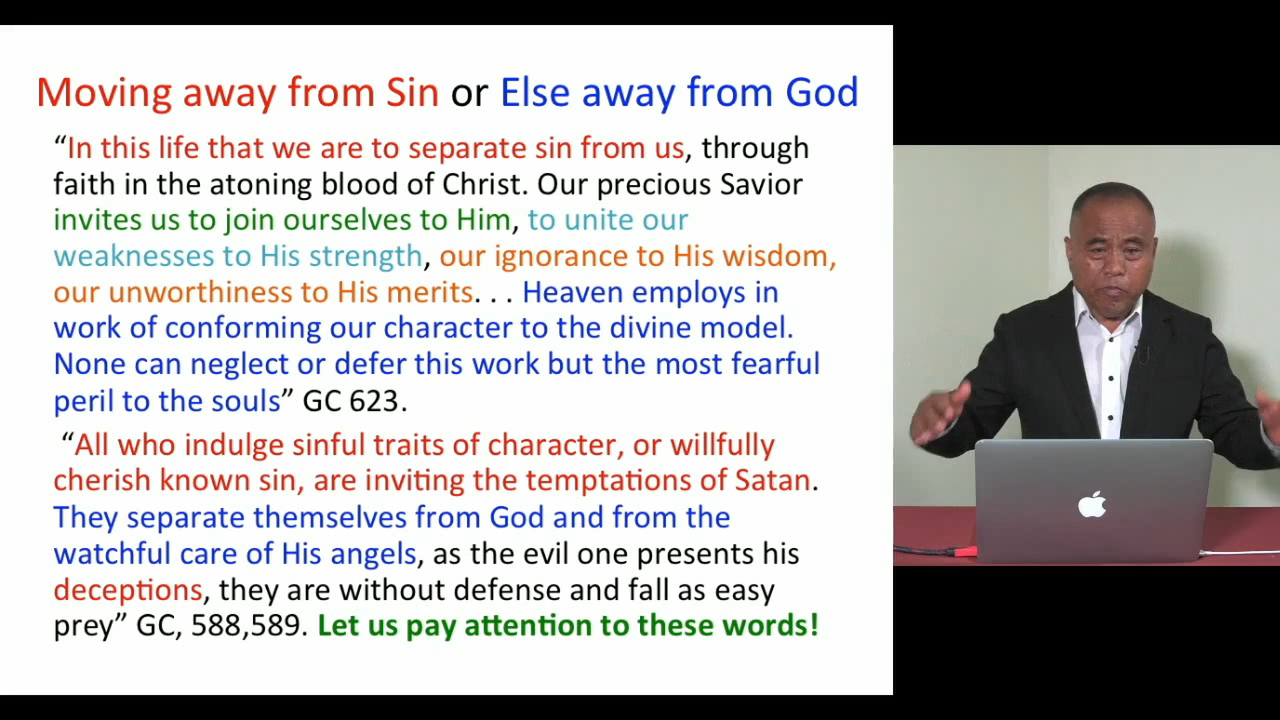 Moving away from Sin or Else away from God
“In this life that we are to separate sin from us, through
faith in the atoning blood of Christ. Our precious Savior
invites us to join ourselves to Him, to unite our
weaknesses to His strength, our ignorance to His wisdom,
our unworthiness to His merits. . . Heaven employs in
work of conforming our character to the divine model.
None can neglect or defer this work but the most fearful
peril to the souls” GC 623.
“All who indulge sinful traits of character, or willfully
cherish known sin, are inviting the temptations of Satan.
They separate themselves from God and from the
watchful care of His angels, as the evil one presents his
deceptions, they are without defense and fall as easy
prey” GC, 588,589. Let us pay attention to these words!